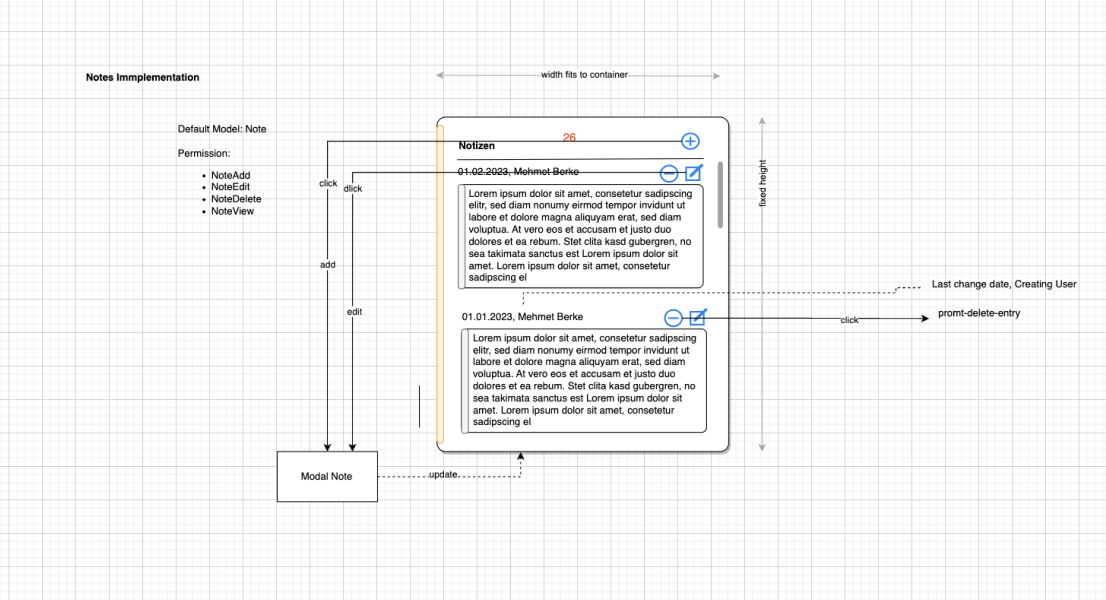 Notes Immplementation
width fits to container
Default Model: Note
Permission:
NoteAdd
NoteEdit
NoteDelete
NoteView
26
Notizen
click
dlick
01.02.2023, Mehmet Berke
Lorem ipsum dolor sit amet, consetetur sadipscing
elitr, sed diam nonumy eirmod tempor invidunt ut
labore et dolore magna aliquyam erat, sed diam
voluptua. At vero eos et accusam et justo duo
dolores et ea rebum. Stet clita kasd gubergren, no
sea takimata sanctus est Lorem ipsum dolor sit
amet. Lorem ipsum dolor sit amet, consetetur
sadipscing el
fixed height
add
edit
Last change date, Creating User
01.01.2023, Mehmet Berke
click
promt-delete-entry
Lorem ipsum dolor sit amet, consetetur sadipscing
elitr, sed diam nonumy eirmod tempor invidunt ut
labore et dolore magna aliquyam erat, sed diam
voluptua. At vero eos et accusam et justo duo
dolores et ea rebum. Stet clita kasd gubergren, no
sea takimata sanctus est Lorem ipsum dolor sit
amet. Lorem ipsum dolor sit amet, consetetur
sadipscing el
Modal Note
update